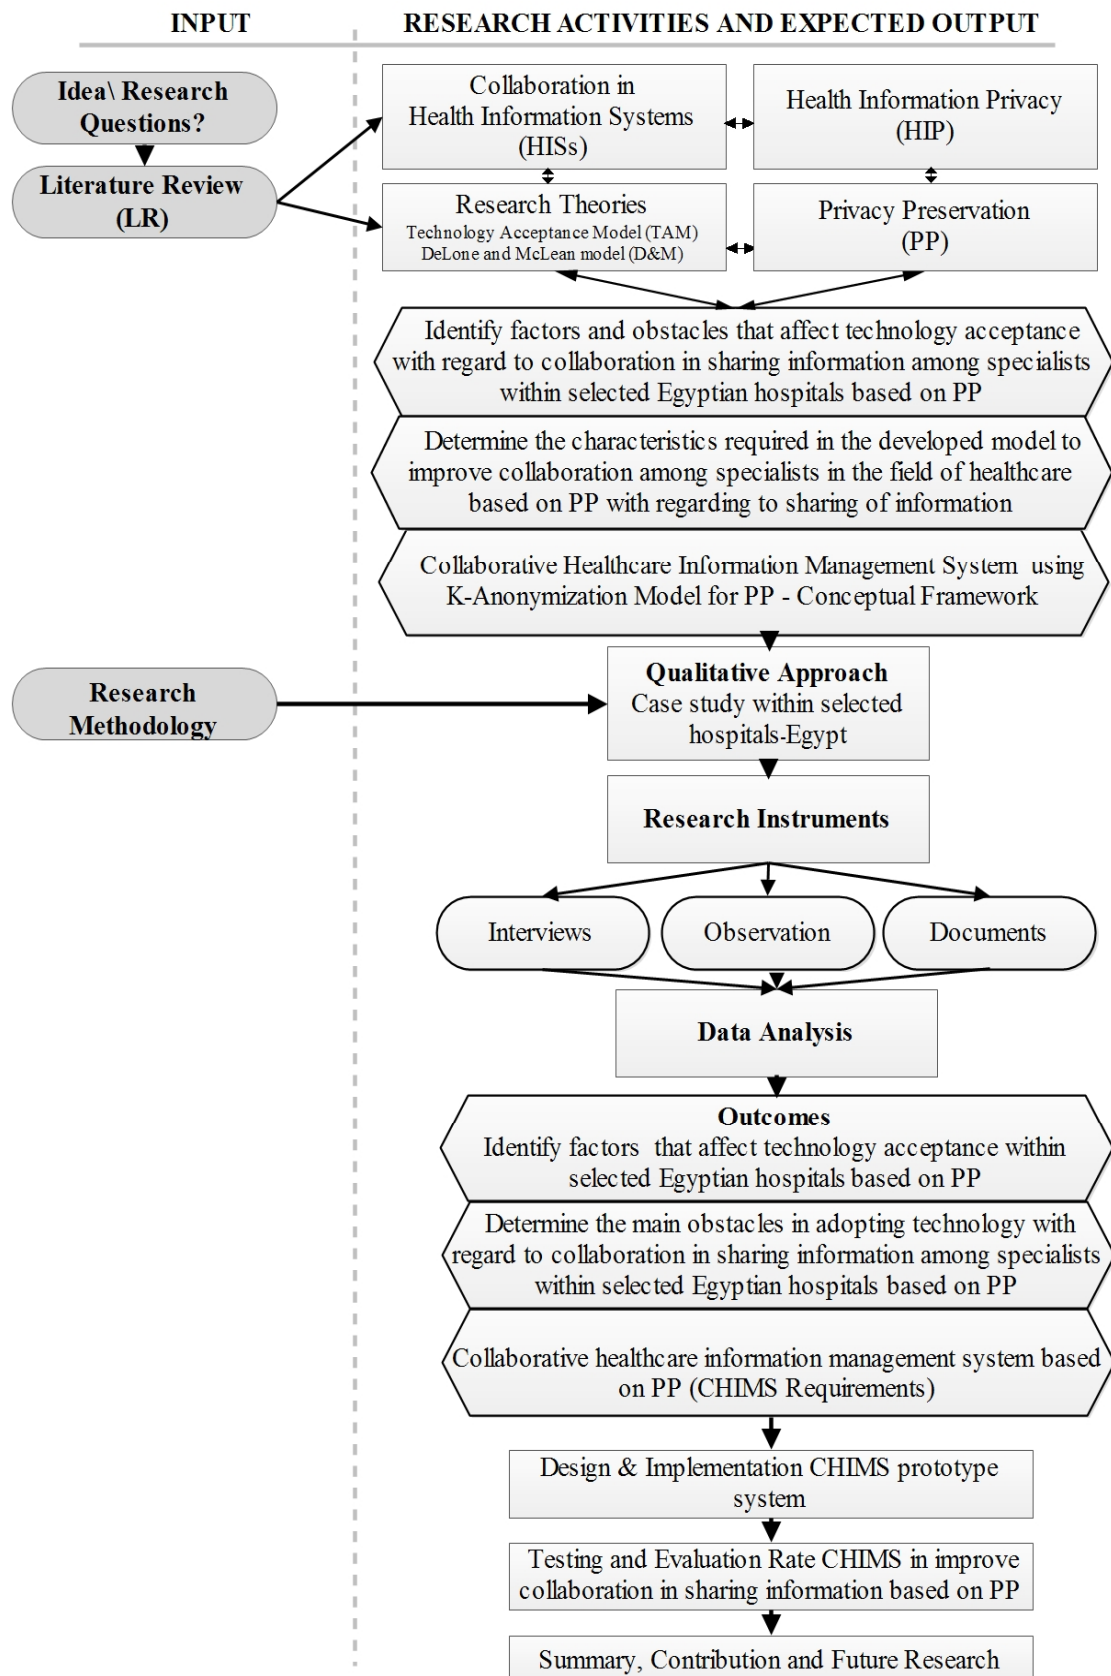 INPUT
RESEARCH ACTIVITIES AND EXPECTED OUTPUT
Idea\ Research
Questions?
Literature Review
(LR)
Collaboration in
Health Information Systems
(HISs)
Health Information Privacy
(HIP)
Research Theories
Technology Acceptance Model (TAM)
DeLone and McLean model (D&M)
Privacy Preservation
(PP)
Identify factors and obstacles that affect technology acceptance
with regard to collaboration in sharing information among specialists
within selected Egyptian hospitals based on PP
Determine the characteristics required in the developed model to
improve collaboration among specialists in the field of healthcare
based on PP with regarding to sharing of information
Collaborative Healthcare Information Management System using
K-Anonymization Model for PP - Conceptual Framework
Research
Methodology
Qualitative Approach
Case study within selected
hospitals-Egypt
Research Instruments
Interviews
Observation
Documents
Data Analysis
Outcomes
Identify factors that affect technology acceptance within
selected Egyptian hospitals based on PP
Determine the main obstacles in adopting technology with
regard to collaboration in sharing information among specialists
within selected Egyptian hospitals based on PP
Collaborative healthcare information management system based
on PP (CHIMS Requirements)
Design & Implementation CHIMS prototype
system
Testing and Evaluation Rate CHIMS in improve
collaboration in sharing information based on PP
Summary, Contribution and Future Research